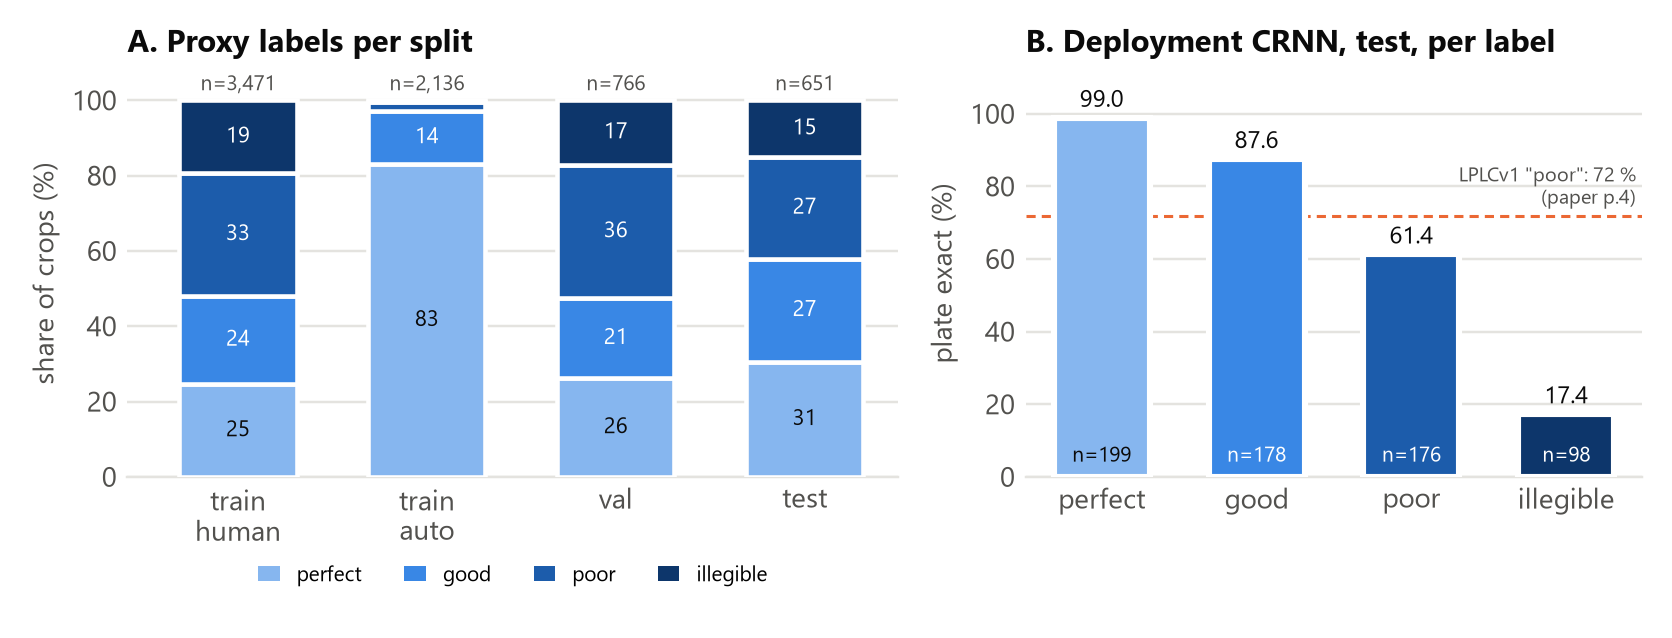 A. Proxy labels per split
n=3,471 n=2,136 n=766 n=651
100
80
60
40
20
0
share of crops (%)
19 33 24 25
14 83
17 36 21 26
15 27 27 31
train human
train auto
val
test
perfect good poor illegible
B. Deployment CRNN, test, per label
100
80
60
40
20
0
plate exact (%)
99.0
87.6
61.4
17.4
LPLCv1 "poor": 72 %
(paper p.4)
n=199 n=178 n=176 n=98
perfect good poor illegible